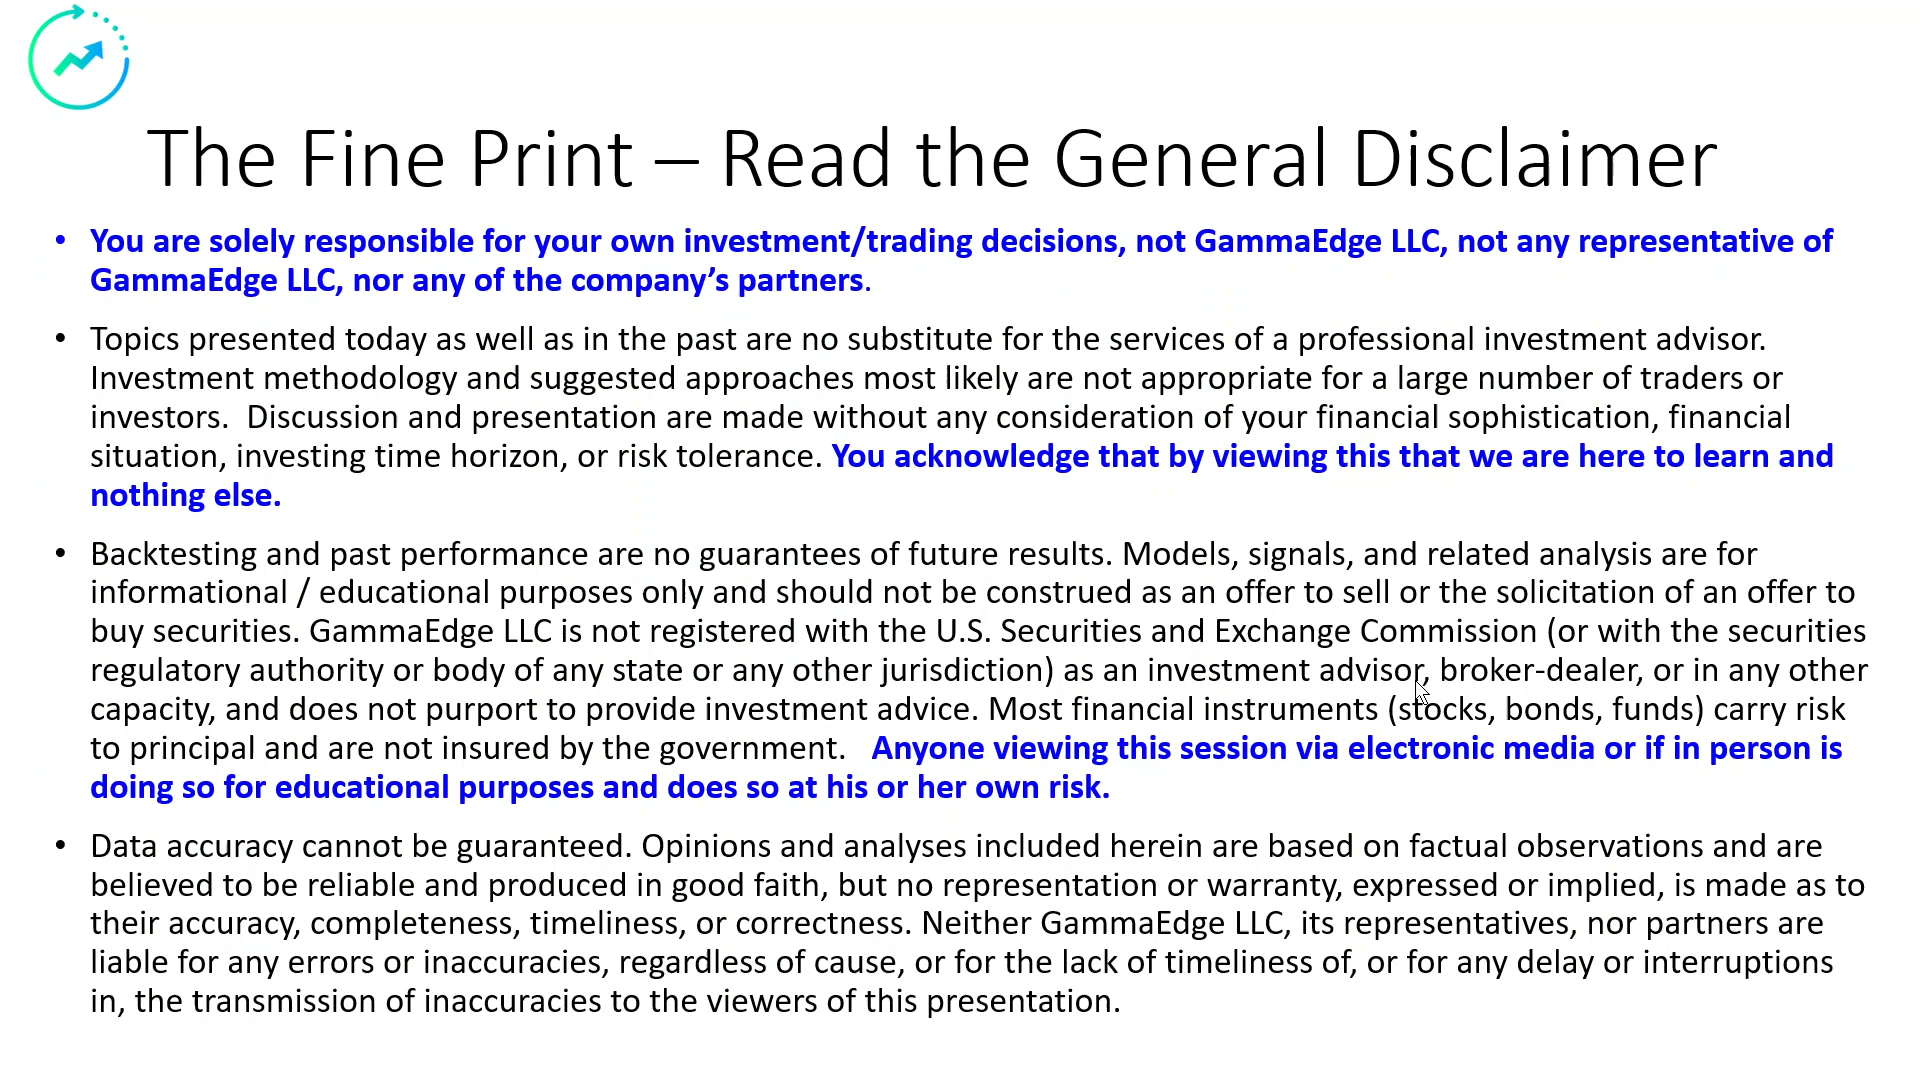 The Fine Print – Read the General Disclaimer
• You are solely responsible for your own investment/trading decisions, not GammaEdge LLC, not any representative of
GammaEdge LLC, nor any of the company’s partners.
• Topics presented today as well as in the past are no substitute for the services of a professional investment advisor.
Investment methodology and suggested approaches most likely are not appropriate for a large number of traders or
investors.  Discussion and presentation are made without any consideration of your financial sophistication, financial
situation, investing time horizon, or risk tolerance. You acknowledge that by viewing this that we are here to learn and
nothing else.
• Backtesting and past performance are no guarantees of future results. Models, signals, and related analysis are for
informational / educational purposes only and should not be construed as an offer to sell or the solicitation of an offer to
buy securities. GammaEdge LLC is not registered with the U.S. Securities and Exchange Commission (or with the securities
regulatory authority or body of any state or any other jurisdiction) as an investment advisor, broker-dealer, or in any other
capacity, and does not purport to provide investment advice. Most financial instruments (stocks, bonds, funds) carry risk
to principal and are not insured by the government.   Anyone viewing this session via electronic media or if in person is
doing so for educational purposes and does so at his or her own risk.
• Data accuracy cannot be guaranteed. Opinions and analyses included herein are based on factual observations and are
believed to be reliable and produced in good faith, but no representation or warranty, expressed or implied, is made as to
their accuracy, completeness, timeliness, or correctness. Neither GammaEdge LLC, its representatives, nor partners are
liable for any errors or inaccuracies, regardless of cause, or for the lack of timeliness of, or for any delay or interruptions
in, the transmission of inaccuracies to the viewers of this presentation.